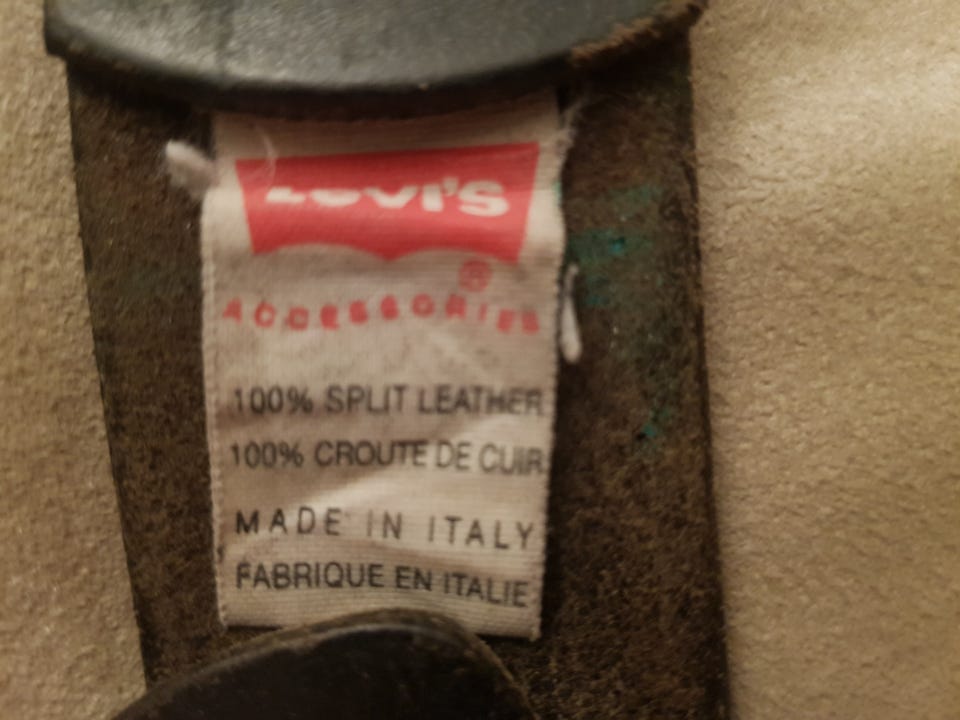 Levi's
®
ACCESSORIES
100% SPLIT LEATHER
100% CROUTE DE CUIR
MADE IN ITALY
FABRIQUE EN ITALIE